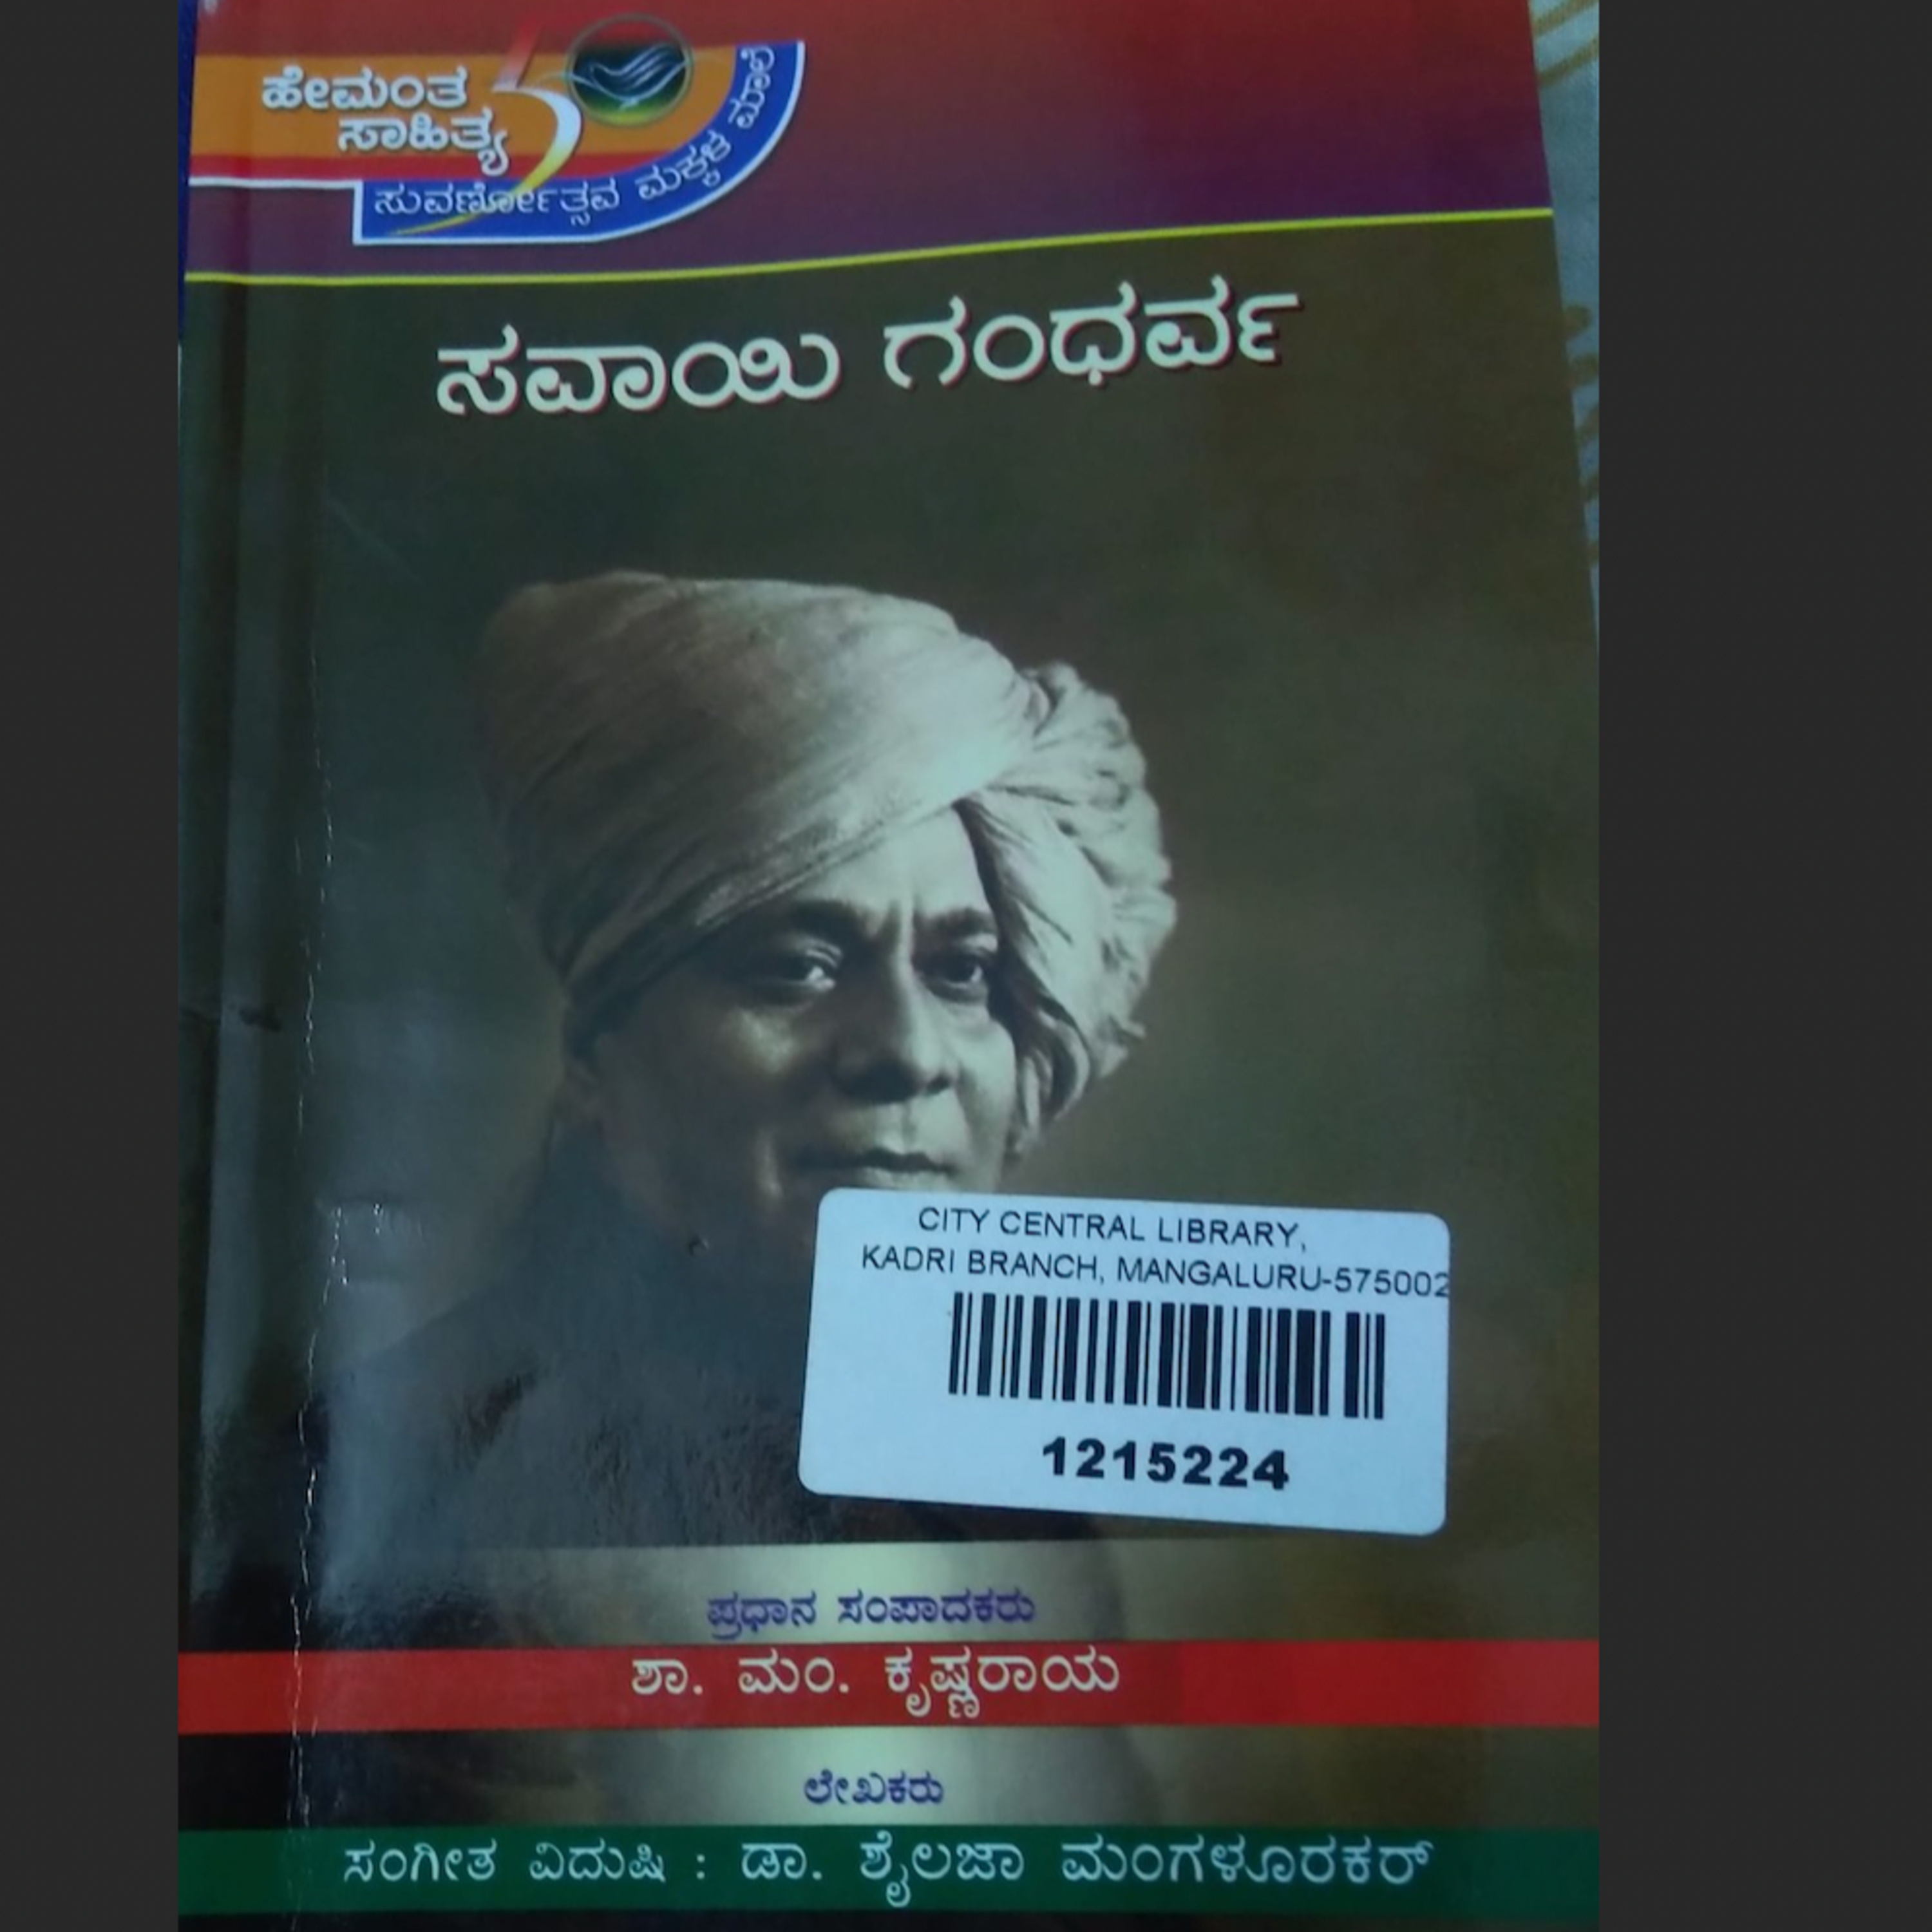 ಹೇಮಂತ
ಸಾಹಿತ್ಯ
50
ಸುವರ್ಣೋತ್ಸವ ಮಕ್ಕಳ ಮಾಲೆ
ಸವಾಯಿ ಗಂಧರ್ವ
CITY CENTRAL LIBRARY,
KADRI BRANCH, MANGALURU-575002
1215224
ಪ್ರಧಾನ ಸಂಪಾದಕರು
ಶಾ. ಮಂ. ಕೃಷ್ಣರಾಯ
ಲೇಖಕರು
ಸಂಗೀತ ವಿದುಷಿ : ಡಾ. ಶೈಲಜಾ ಮಂಗಳೂರಕರ್